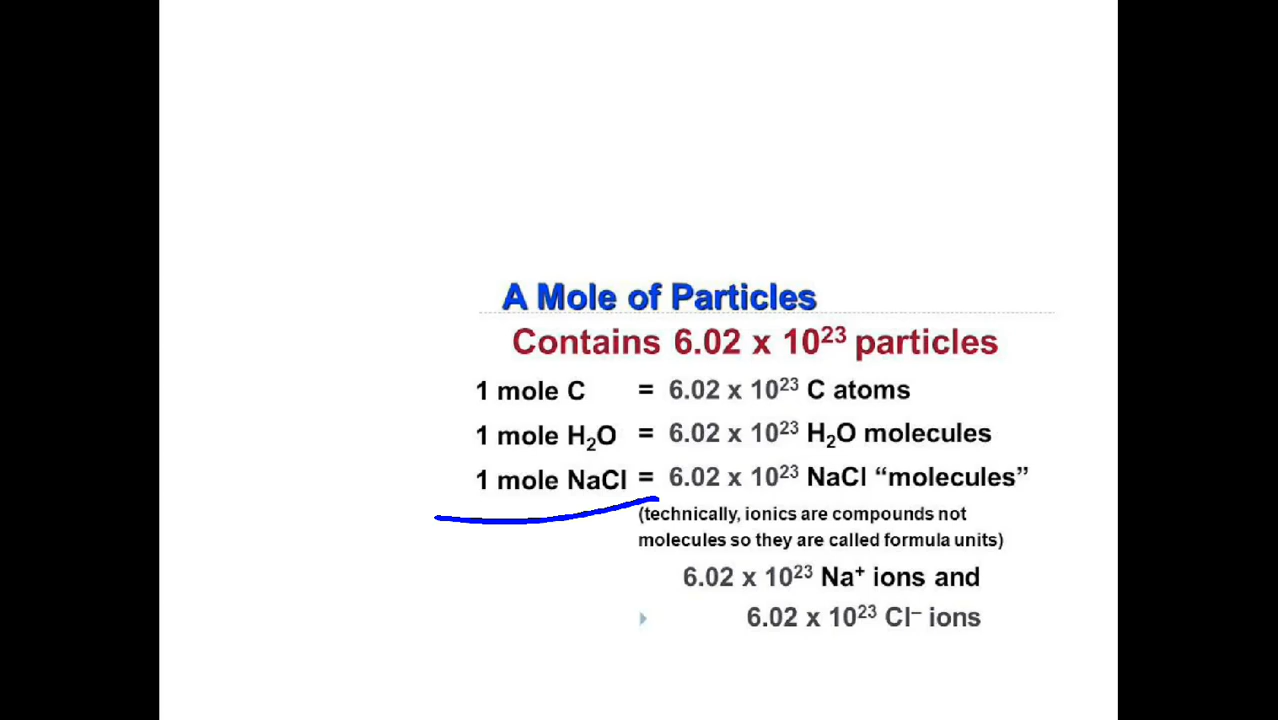 A Mole of Particles
Contains 6.02 x 10²³ particles
1 mole C = 6.02 x 10²³ C atoms
1 mole H₂O = 6.02 x 10²³ H₂O molecules
1 mole NaCl = 6.02 x 10²³ NaCl “molecules”
(technically, ionics are compounds not
molecules so they are called formula units)
6.02 x 10²³ Na⁺ ions and
6.02 x 10²³ Cl⁻ ions